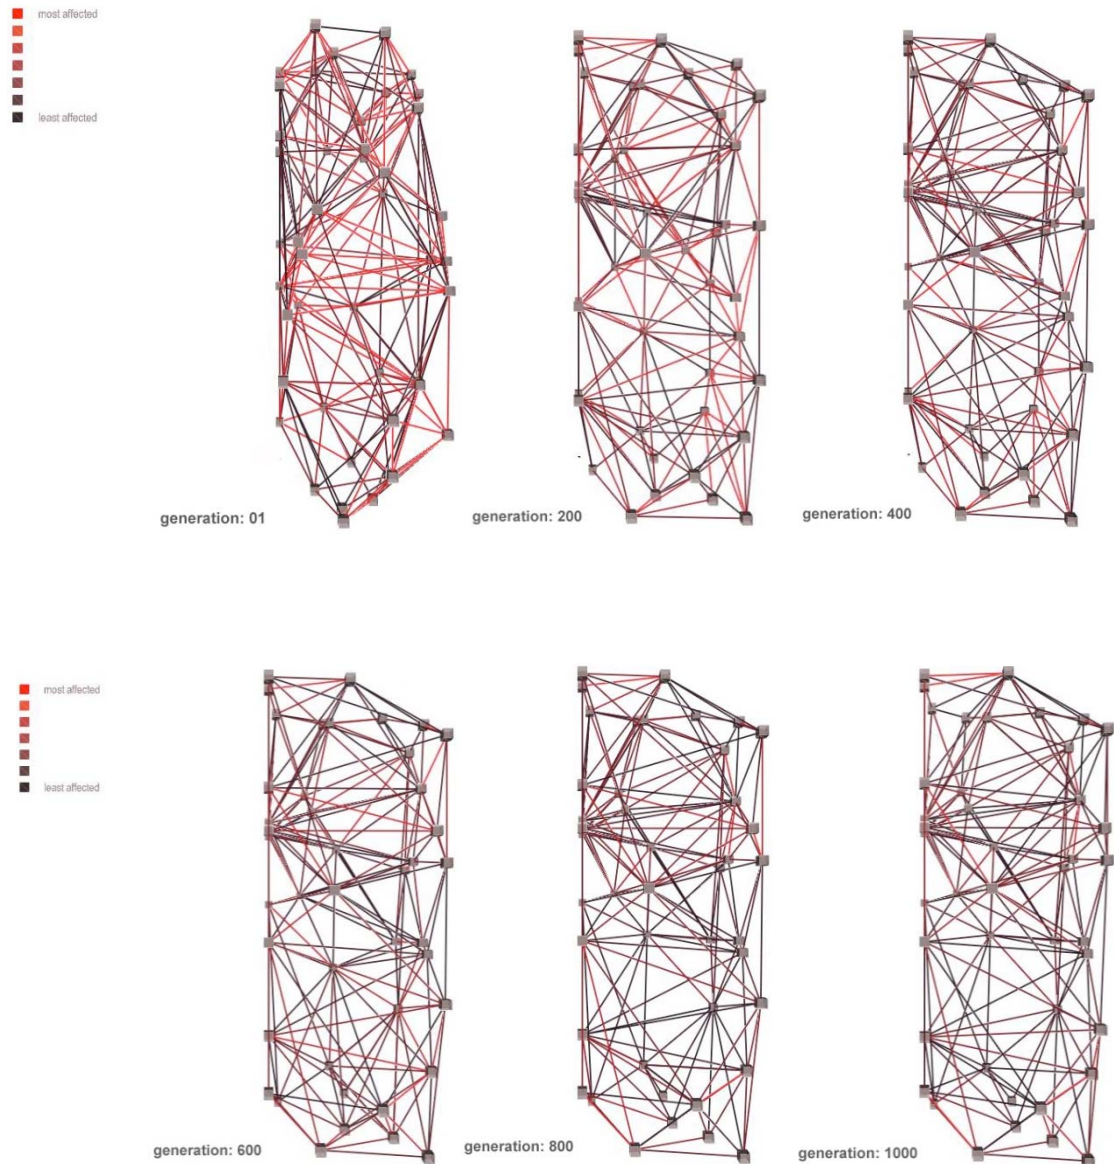 most affected
least affected
generation: 01
generation: 200
generation: 400
most affected
least affected
generation: 600
generation: 800
generation: 1000